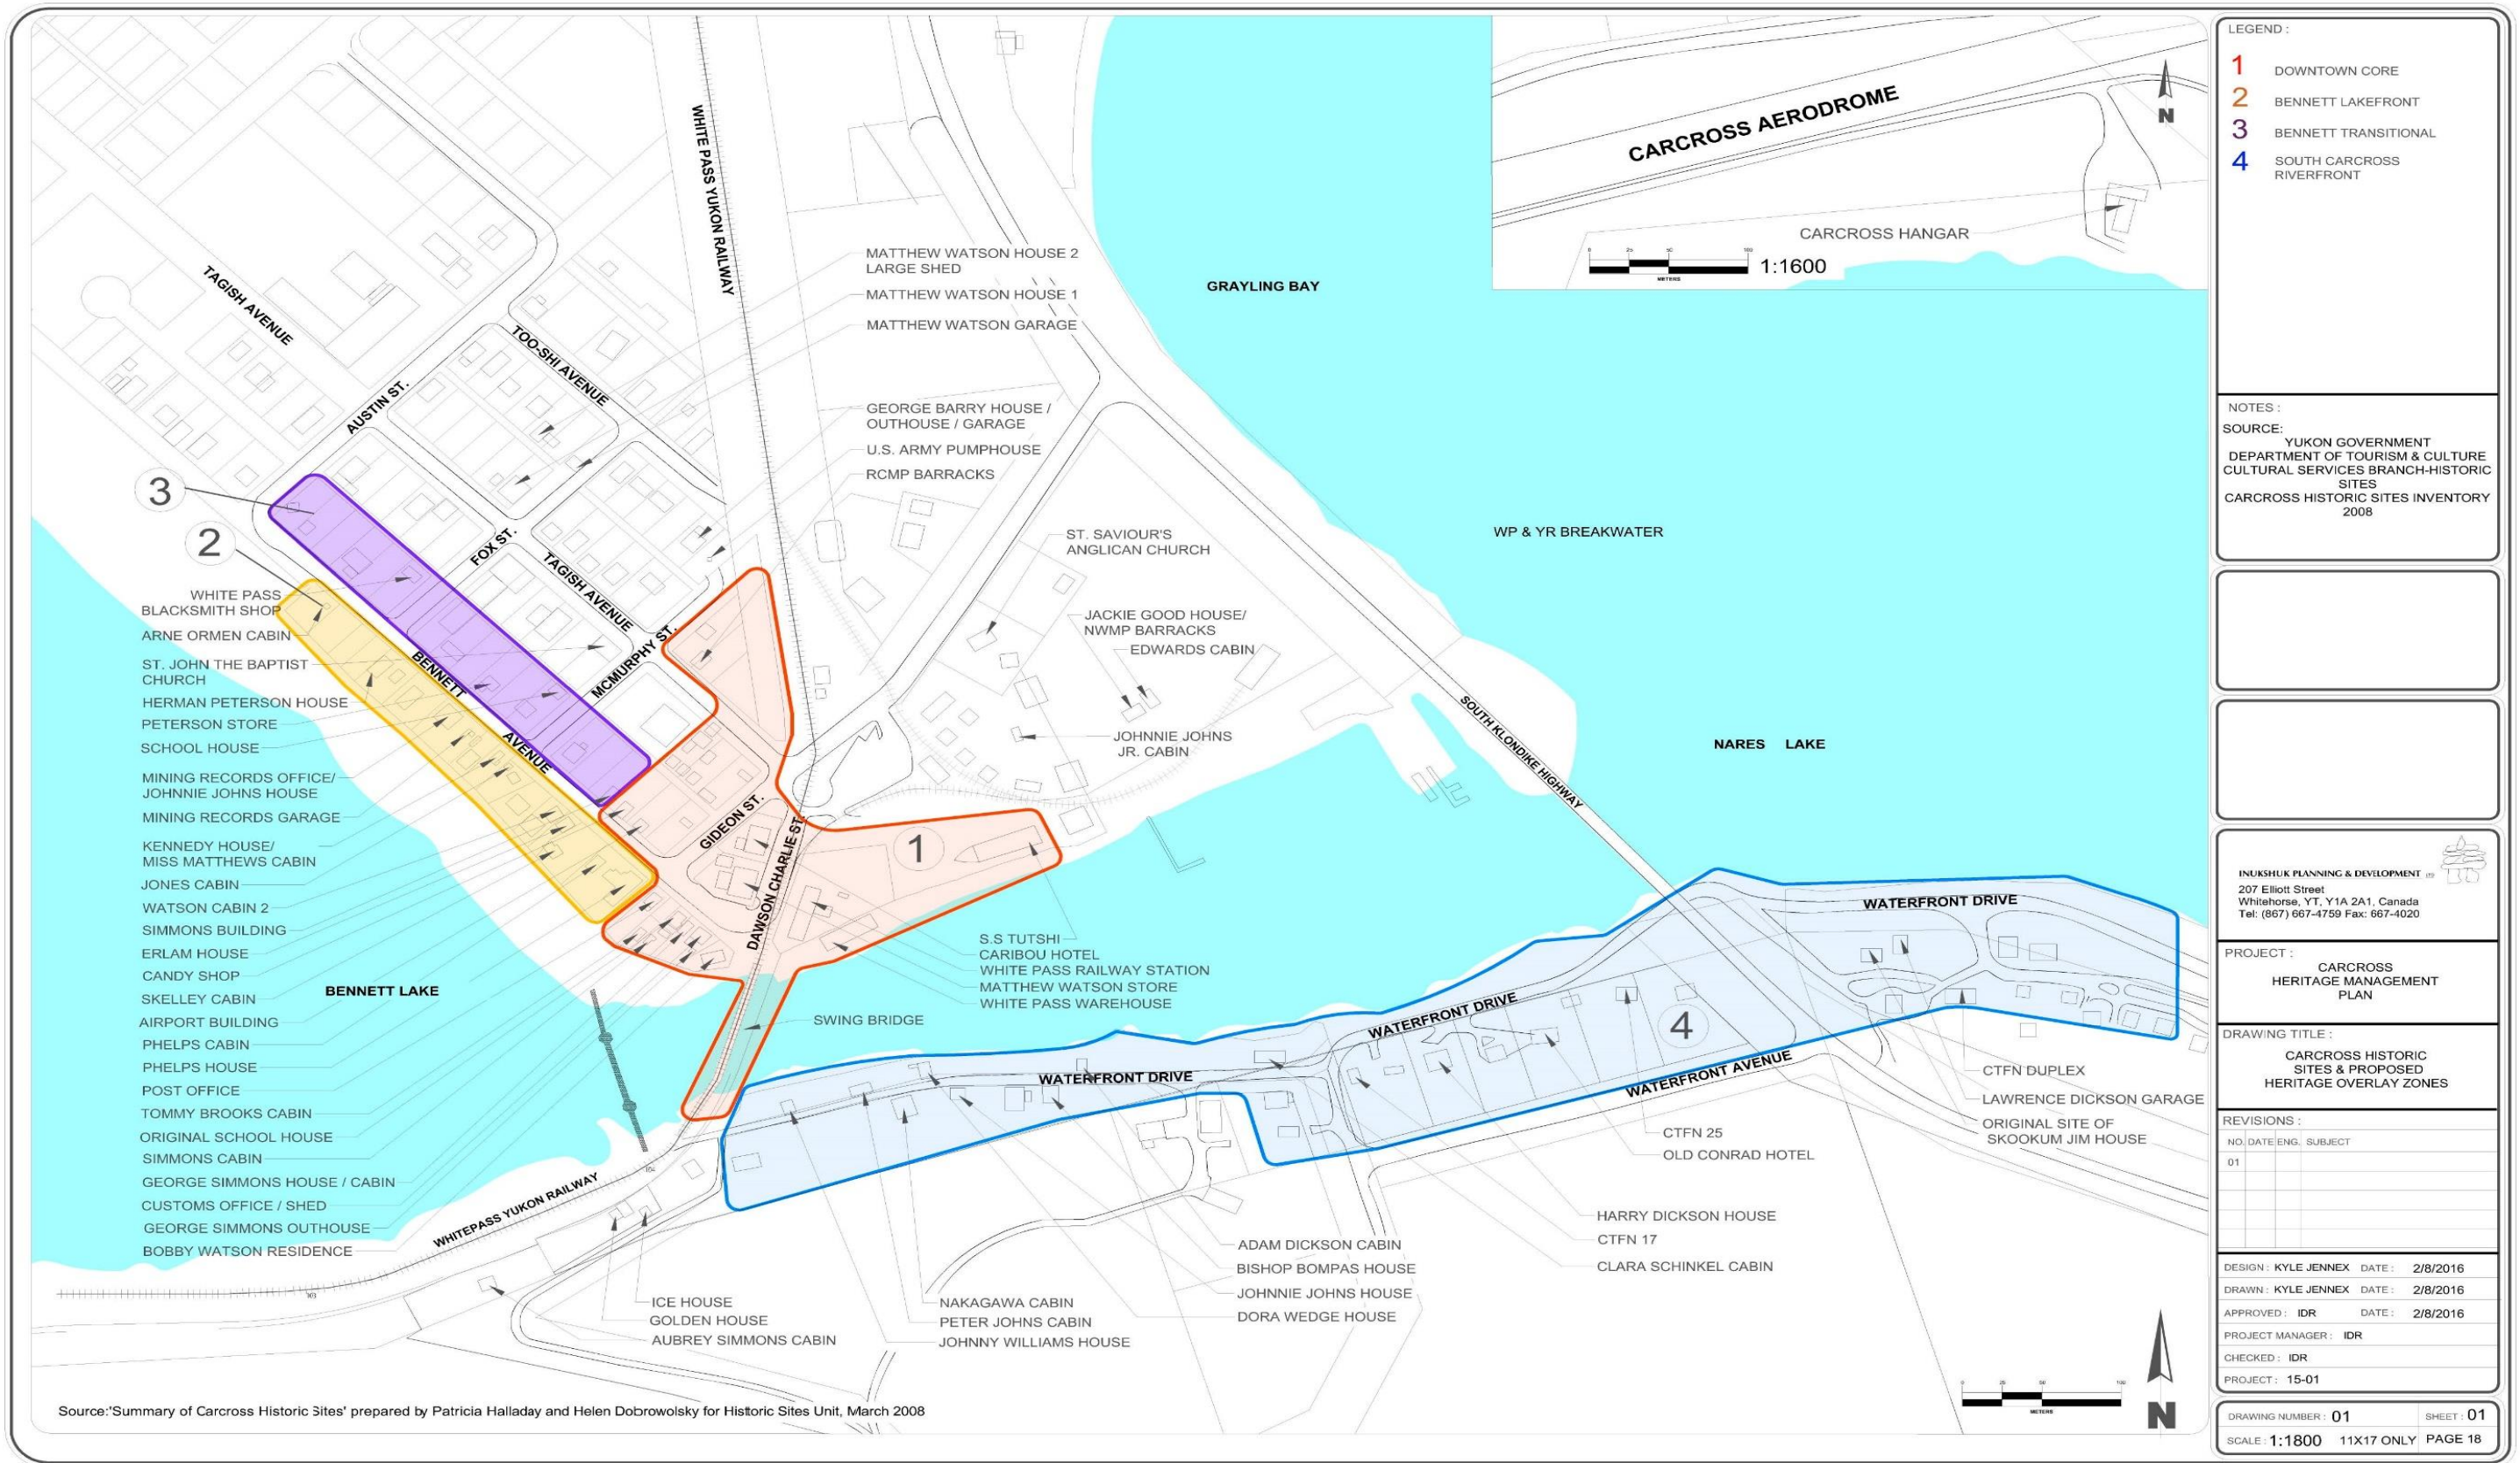 WHITE PASS YUKON RAILWAY
TAGISH AVENUE
TOO-SHI AVENUE
AUSTIN ST.
FOX ST.
TAGISH AVENUE
MCMURPHY ST.
BENNETT
AVENUE
GIDEON ST.
DAWSON CHARLIE ST.
3
2
1
4
MATTHEW WATSON HOUSE 2
LARGE SHED
MATTHEW WATSON HOUSE 1
MATTHEW WATSON GARAGE
GEORGE BARRY HOUSE /
OUTHOUSE / GARAGE
U.S. ARMY PUMPHOUSE
RCMP BARRACKS
ST. SAVIOUR'S
ANGLICAN CHURCH
JACKIE GOOD HOUSE/
NWMP BARRACKS
EDWARDS CABIN
JOHNNIE JOHNS
JR. CABIN
GRAYLING BAY
WP & YR BREAKWATER
NARES LAKE
SOUTH KLONDIKE HIGHWAY
CARCROSS AERODROME
N
CARCROSS HANGAR
0 25 50 100
METERS
1:1600
WHITE PASS
BLACKSMITH SHOP
ARNE ORMEN CABIN
ST. JOHN THE BAPTIST
CHURCH
HERMAN PETERSON HOUSE
PETERSON STORE
SCHOOL HOUSE
MINING RECORDS OFFICE/
JOHNNIE JOHNS HOUSE
MINING RECORDS GARAGE
KENNEDY HOUSE/
MISS MATTHEWS CABIN
JONES CABIN
WATSON CABIN 2
SIMMONS BUILDING
ERLAM HOUSE
CANDY SHOP
SKELLEY CABIN
AIRPORT BUILDING
PHELPS CABIN
PHELPS HOUSE
POST OFFICE
TOMMY BROOKS CABIN
ORIGINAL SCHOOL HOUSE
SIMMONS CABIN
GEORGE SIMMONS HOUSE / CABIN
CUSTOMS OFFICE / SHED
GEORGE SIMMONS OUTHOUSE
BOBBY WATSON RESIDENCE
BENNETT LAKE
S.S TUTSHI
CARIBOU HOTEL
WHITE PASS RAILWAY STATION
MATTHEW WATSON STORE
WHITE PASS WAREHOUSE
SWING BRIDGE
WATERFRONT DRIVE
WATERFRONT DRIVE
WATERFRONT DRIVE
WATERFRONT AVENUE
WHITEPASS YUKON RAILWAY
104
103
CTFN DUPLEX
LAWRENCE DICKSON GARAGE
ORIGINAL SITE OF
SKOOKUM JIM HOUSE
CTFN 25
OLD CONRAD HOTEL
HARRY DICKSON HOUSE
CTFN 17
CLARA SCHINKEL CABIN
ADAM DICKSON CABIN
BISHOP BOMPAS HOUSE
JOHNNIE JOHNS HOUSE
DORA WEDGE HOUSE
NAKAGAWA CABIN
PETER JOHNS CABIN
JOHNNY WILLIAMS HOUSE
ICE HOUSE
GOLDEN HOUSE
AUBREY SIMMONS CABIN
0 25 50 100
METERS
N
Source:'Summary of Carcross Historic Sites' prepared by Patricia Halladay and Helen Dobrowolsky for Historic Sites Unit, March 2008
LEGEND :
1 DOWNTOWN CORE
2 BENNETT LAKEFRONT
3 BENNETT TRANSITIONAL
4 SOUTH CARCROSS
RIVERFRONT
NOTES :
SOURCE:
YUKON GOVERNMENT
DEPARTMENT OF TOURISM & CULTURE
CULTURAL SERVICES BRANCH-HISTORIC
SITES
CARCROSS HISTORIC SITES INVENTORY
2008
INUKSHUK PLANNING & DEVELOPMENT LTD
207 Elliott Street
Whitehorse, YT, Y1A 2A1, Canada
Tel: (867) 667-4759 Fax: 667-4020
PROJECT :
CARCROSS
HERITAGE MANAGEMENT
PLAN
DRAWING TITLE :
CARCROSS HISTORIC
SITES & PROPOSED
HERITAGE OVERLAY ZONES
REVISIONS :
NO. DATE ENG. SUBJECT
01
DESIGN : KYLE JENNEX DATE : 2/8/2016
DRAWN : KYLE JENNEX DATE : 2/8/2016
APPROVED : IDR DATE : 2/8/2016
PROJECT MANAGER : IDR
CHECKED : IDR
PROJECT : 15-01
DRAWING NUMBER : 01 SHEET : 01
SCALE : 1:1800 11X17 ONLY PAGE 18